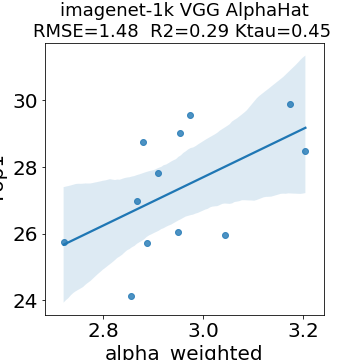 imagenet-1k VGG AlphaHat
RMSE=1.48 R2=0.29 Ktau=0.45
30
28
26
24
2.8 3.0 3.2
alpha_weighted